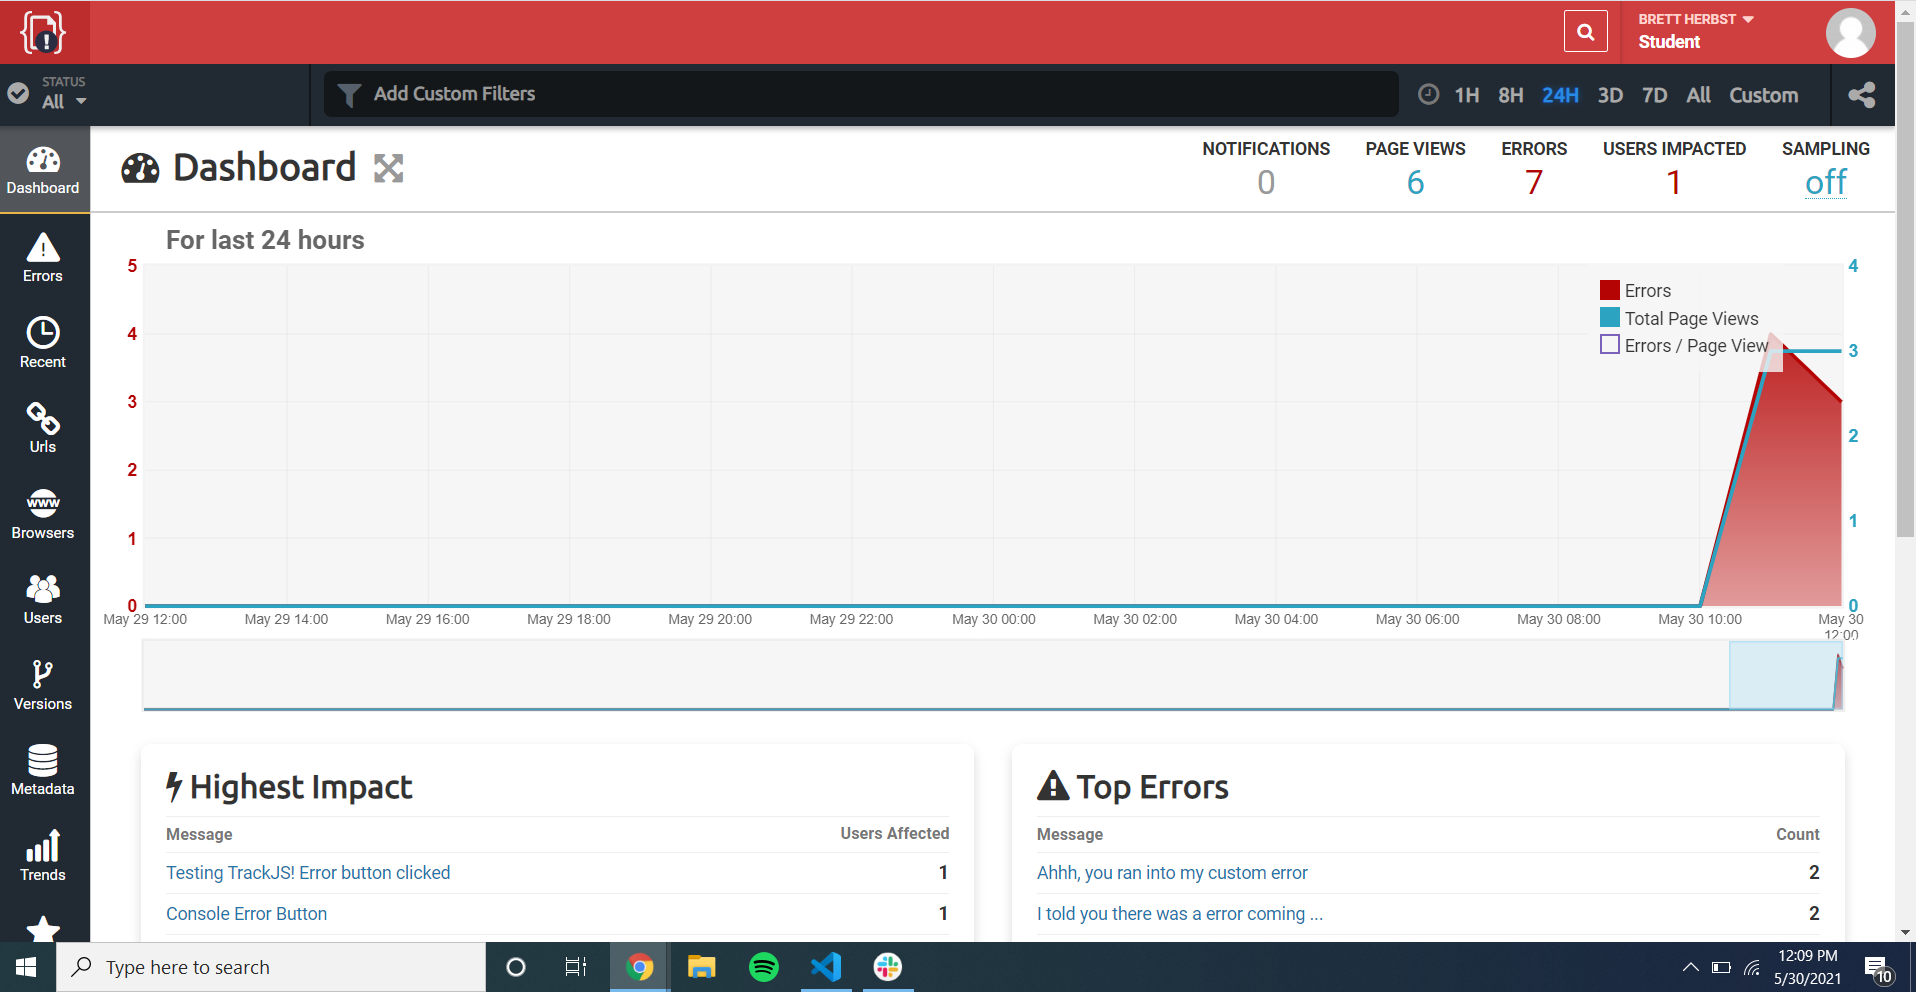 BRETT HERBST
Student
STATUS
All
Add Custom Filters
1H 8H 24H 3D 7D All Custom
Dashboard
Errors
Recent
Urls
www
Browsers
Users
Versions
Metadata
Trends
Dashboard
NOTIFICATIONS PAGE VIEWS ERRORS USERS IMPACTED SAMPLING
0 6 7 1 off
For last 24 hours
5
4
3
2
1
0
4
3
2
1
0
Errors
Total Page Views
Errors / Page View
May 29 12:00 May 29 14:00 May 29 16:00 May 29 18:00 May 29 20:00 May 29 22:00 May 30 00:00 May 30 02:00 May 30 04:00 May 30 06:00 May 30 08:00 May 30 10:00 May 30
12:00
Highest Impact
Message Users Affected
Testing TrackJS! Error button clicked 1
Console Error Button 1
Top Errors
Message Count
Ahhh, you ran into my custom error 2
I told you there was a error coming ... 2
Type here to search
12:09 PM
5/30/2021
10